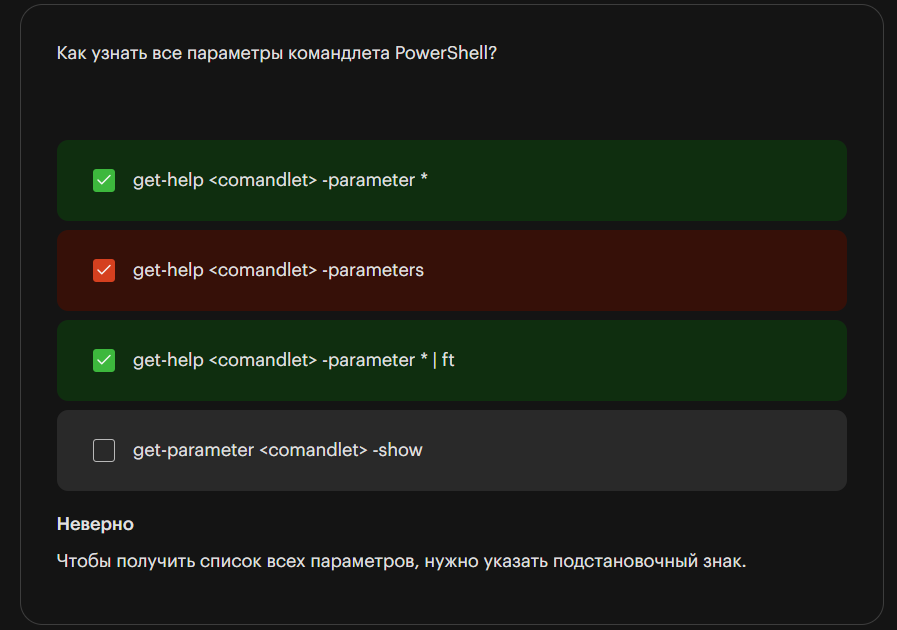 Как узнать все параметры командлета PowerShell?
get-help <comandlet> -parameter *
get-help <comandlet> -parameters
get-help <comandlet> -parameter * | ft
get-parameter <comandlet> -show
Неверно
Чтобы получить список всех параметров, нужно указать подстановочный знак.